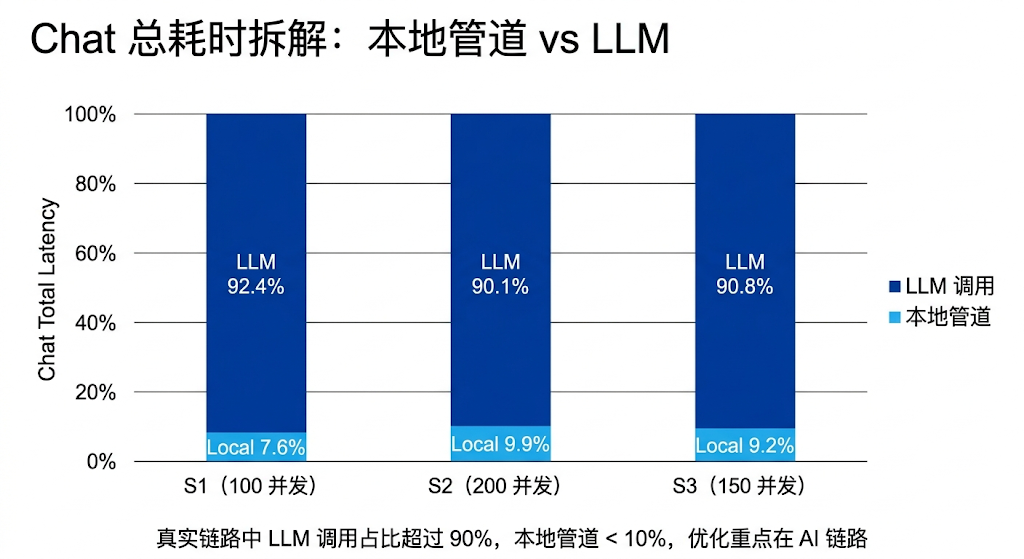 Chat 总耗时拆解：本地管道 vs LLM
Chat Total Latency
100%
80%
60%
40%
20%
0%
LLM
92.4%
Local 7.6%
LLM
90.1%
Local 9.9%
LLM
90.8%
Local 9.2%
S1（100 并发）
S2（200 并发）
S3（150 并发）
LLM 调用
本地管道
真实链路中 LLM 调用占比超过 90%，本地管道 < 10%，优化重点在 AI 链路